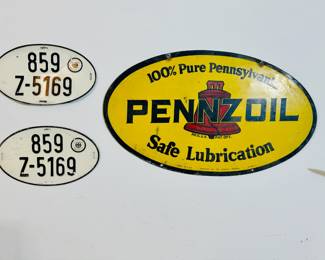 859
Z-5169
859
Z-5169
100% Pure Pennsylvania
PENNZOIL
Safe Lubrication